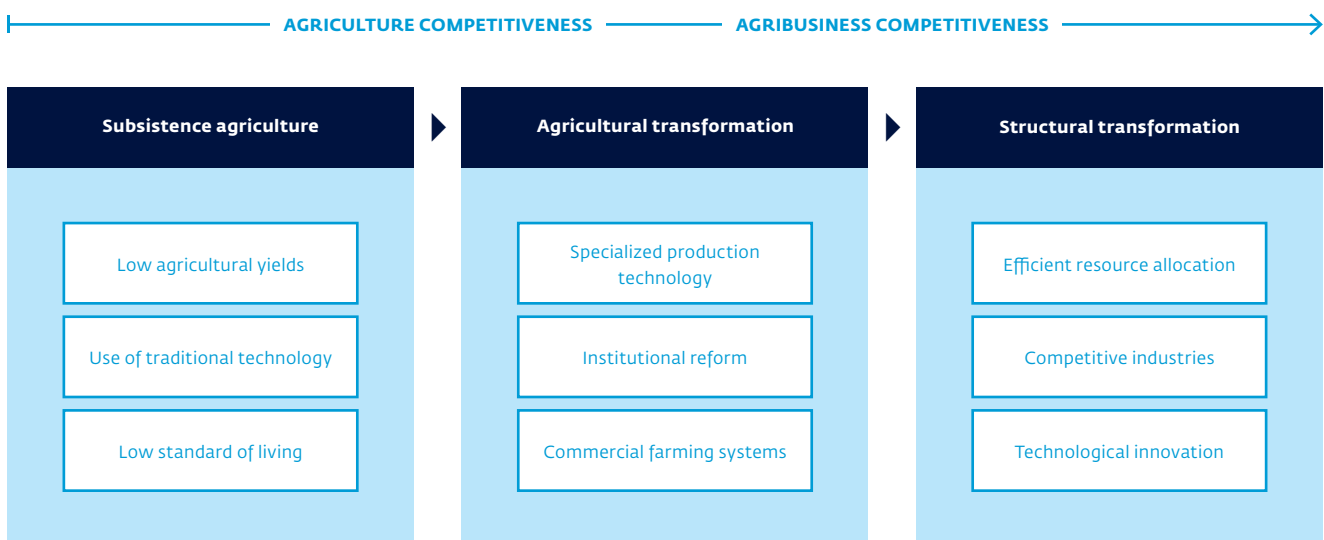 AGRICULTURE COMPETITIVENESS
AGRIBUSINESS COMPETITIVENESS
Subsistence agriculture
Low agricultural yields
Use of traditional technology
Low standard of living
Agricultural transformation
Specialized production
technology
Institutional reform
Commercial farming systems
Structural transformation
Efficient resource allocation
Competitive industries
Technological innovation